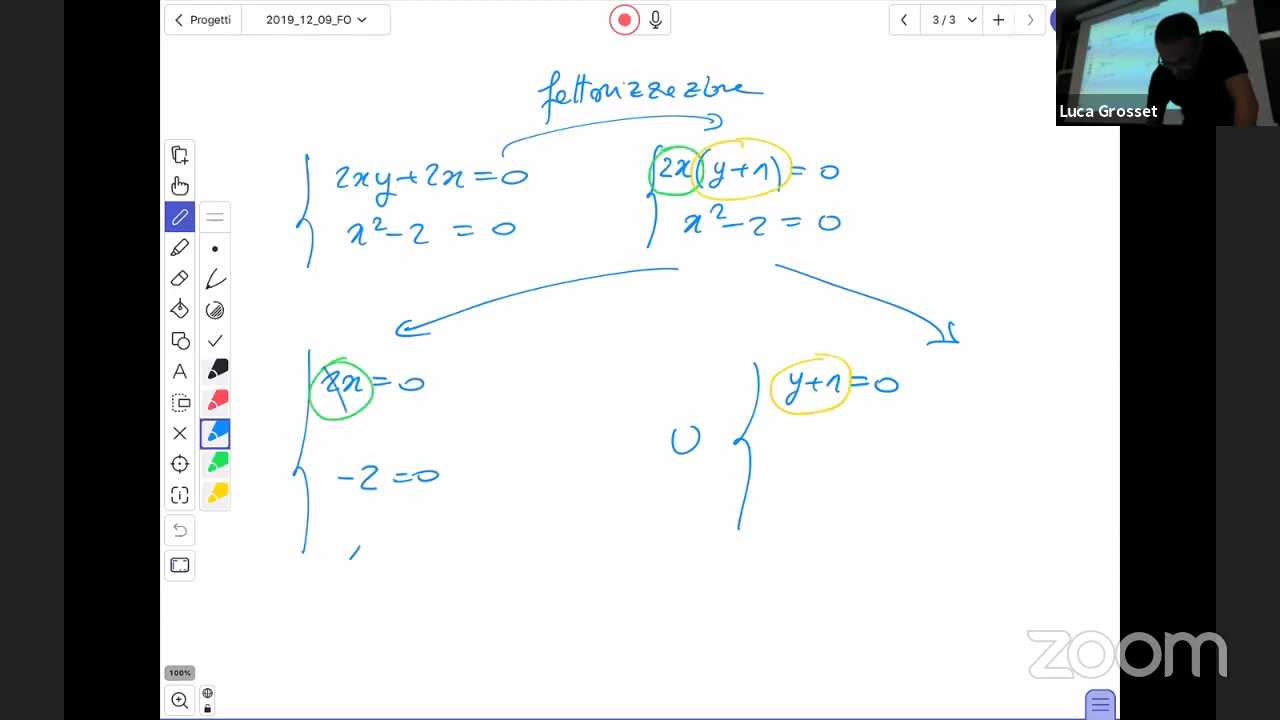 Progetti
2019_12_09_FO
3 / 3
Luca Grosset
fattorizzazione
2xy+2x=0
x²-2 = 0
2x(y+1)=0
x²-2=0
2x=0
-2=0
U
y+1=0
A
100%
zoom